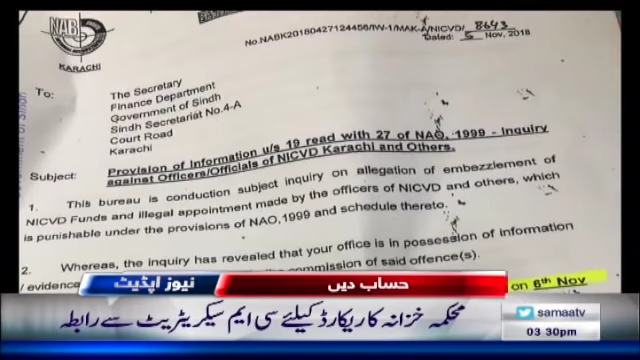 NAB
KARACHI
No.NABK20180427124456/IW-1/MAK-A/NICVD/ 8643
Dated: 5 Nov, 2018
To:
The Secretary
Finance Department
Government of Sindh
Sindh Secretariat No.4-A
Court Road
Karachi
Subject: Provision of Information u/s 19 read with 27 of NAO, 1999 - Inquiry
against Officers/Officials of NICVD Karachi and Others.
1. This bureau is conduction subject inquiry on allegation of embezzlement of
NICVD Funds and illegal appointment made by the officers of NICVD and others, which
is punishable under the provisions of NAO,1999 and schedule thereto.
2. Whereas, the inquiry has revealed that your office is in possession of information
/ evidence commission of said offence(s).
on 6th Nov
نیوز اپڈیٹ
حساب دیں
محکمہ خزانہ کا ریکارڈ کیلئے سی ایم سیکریٹریٹ سے رابطہ
samaatv
03:30pm